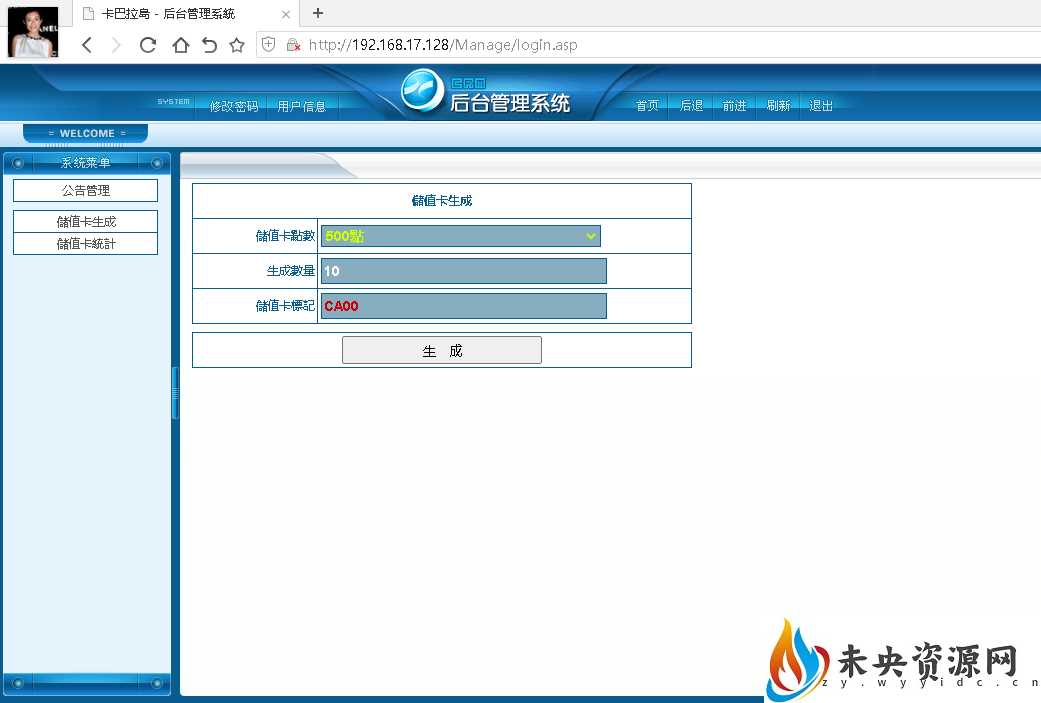 卡巴拉島 - 后台管理系統
http://192.168.17.128/Manage/login.asp
CRM
后台管理系统
SYSTEM 修改密码 用户信息
首页 后退 前进 刷新 退出
= WELCOME =
系统菜单
公告管理
儲值卡生成
儲值卡統計
儲值卡生成
儲值卡點數 500點
生成數量 10
儲值卡標記 CA00
生 成
未央资源网
zy.wyyidc.cn